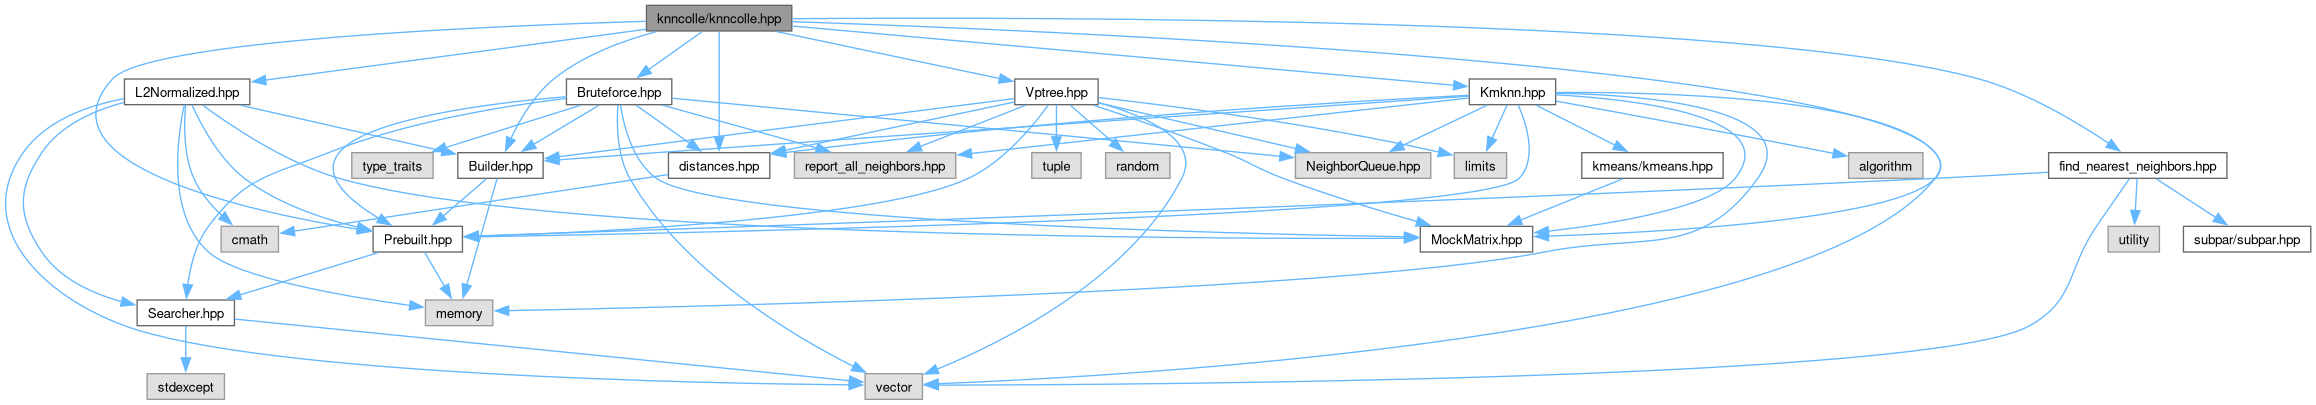 knncolle/knncolle.hpp
L2Normalized.hpp
Bruteforce.hpp
Vptree.hpp
Kmknn.hpp
type_traits
Builder.hpp
distances.hpp
report_all_neighbors.hpp
tuple
random
NeighborQueue.hpp
limits
kmeans/kmeans.hpp
algorithm
find_nearest_neighbors.hpp
cmath
Prebuilt.hpp
MockMatrix.hpp
utility
subpar/subpar.hpp
Searcher.hpp
memory
stdexcept
vector